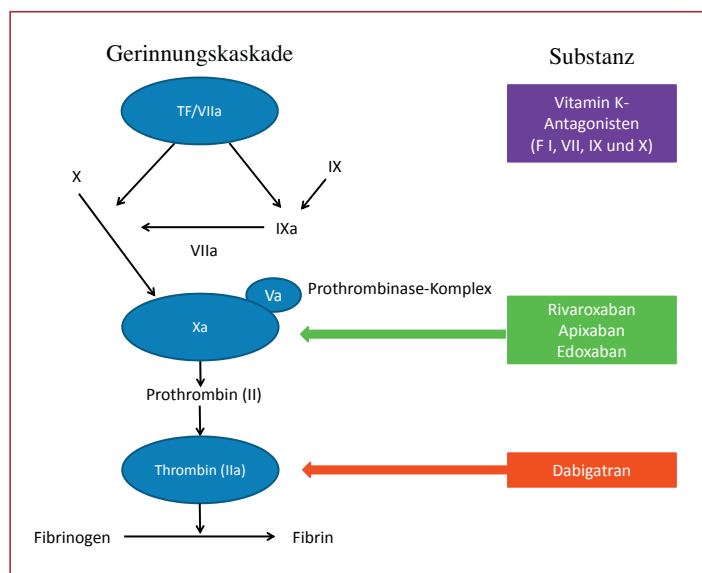 Gerinnungskaskade
Substanz
TF/VIIa
Vitamin K-
Antagonisten
(F I, VII, IX und X)
X
IX
IXa
VIIa
Va
Prothrombinase-Komplex
Xa
Rivaroxaban
Apixaban
Edoxaban
Prothrombin (II)
Thrombin (IIa)
Dabigatran
Fibrinogen
Fibrin